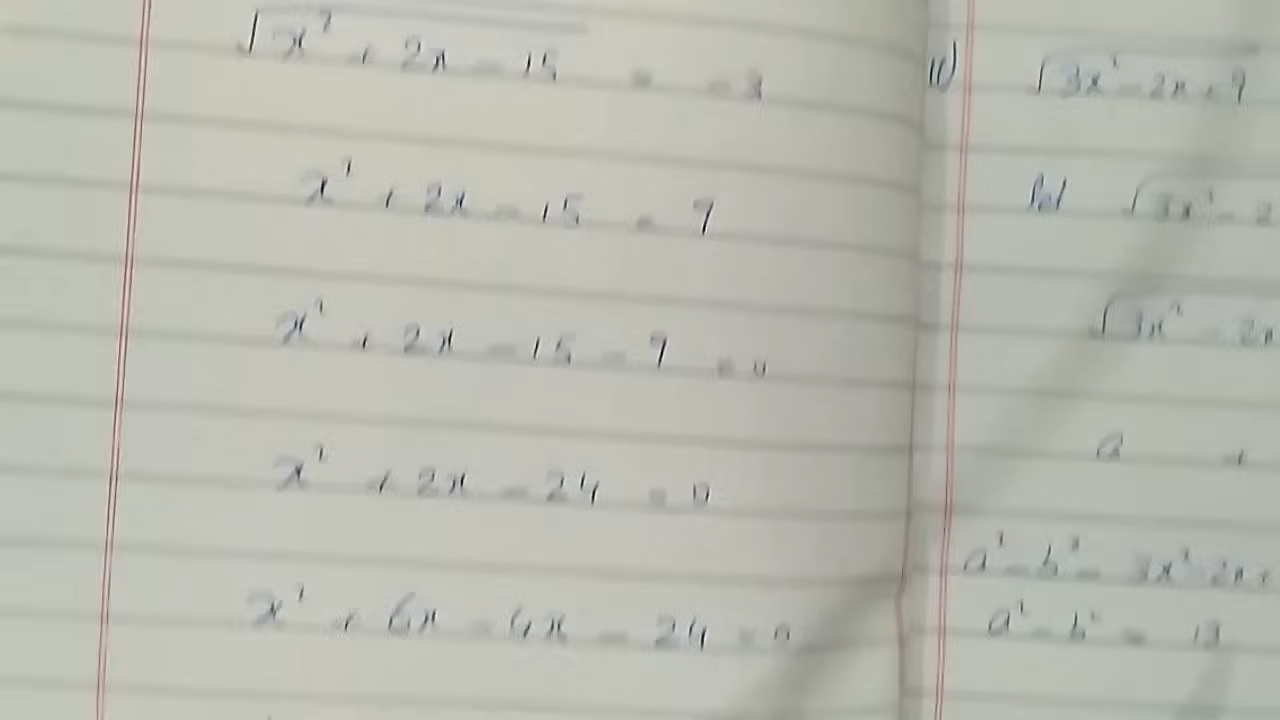 √x² + 2x - 15 = -3
x² + 2x - 15 = 9
x² + 2x - 15 - 9 = 0
x² + 2x - 24 = 0
x² + 6x - 4x - 24 = 0
√3x² - 2x + 9
let √3x² - 2
√3x² - 2x
a +
a² - b² = 3x² - 2x +
a² - b² = 13